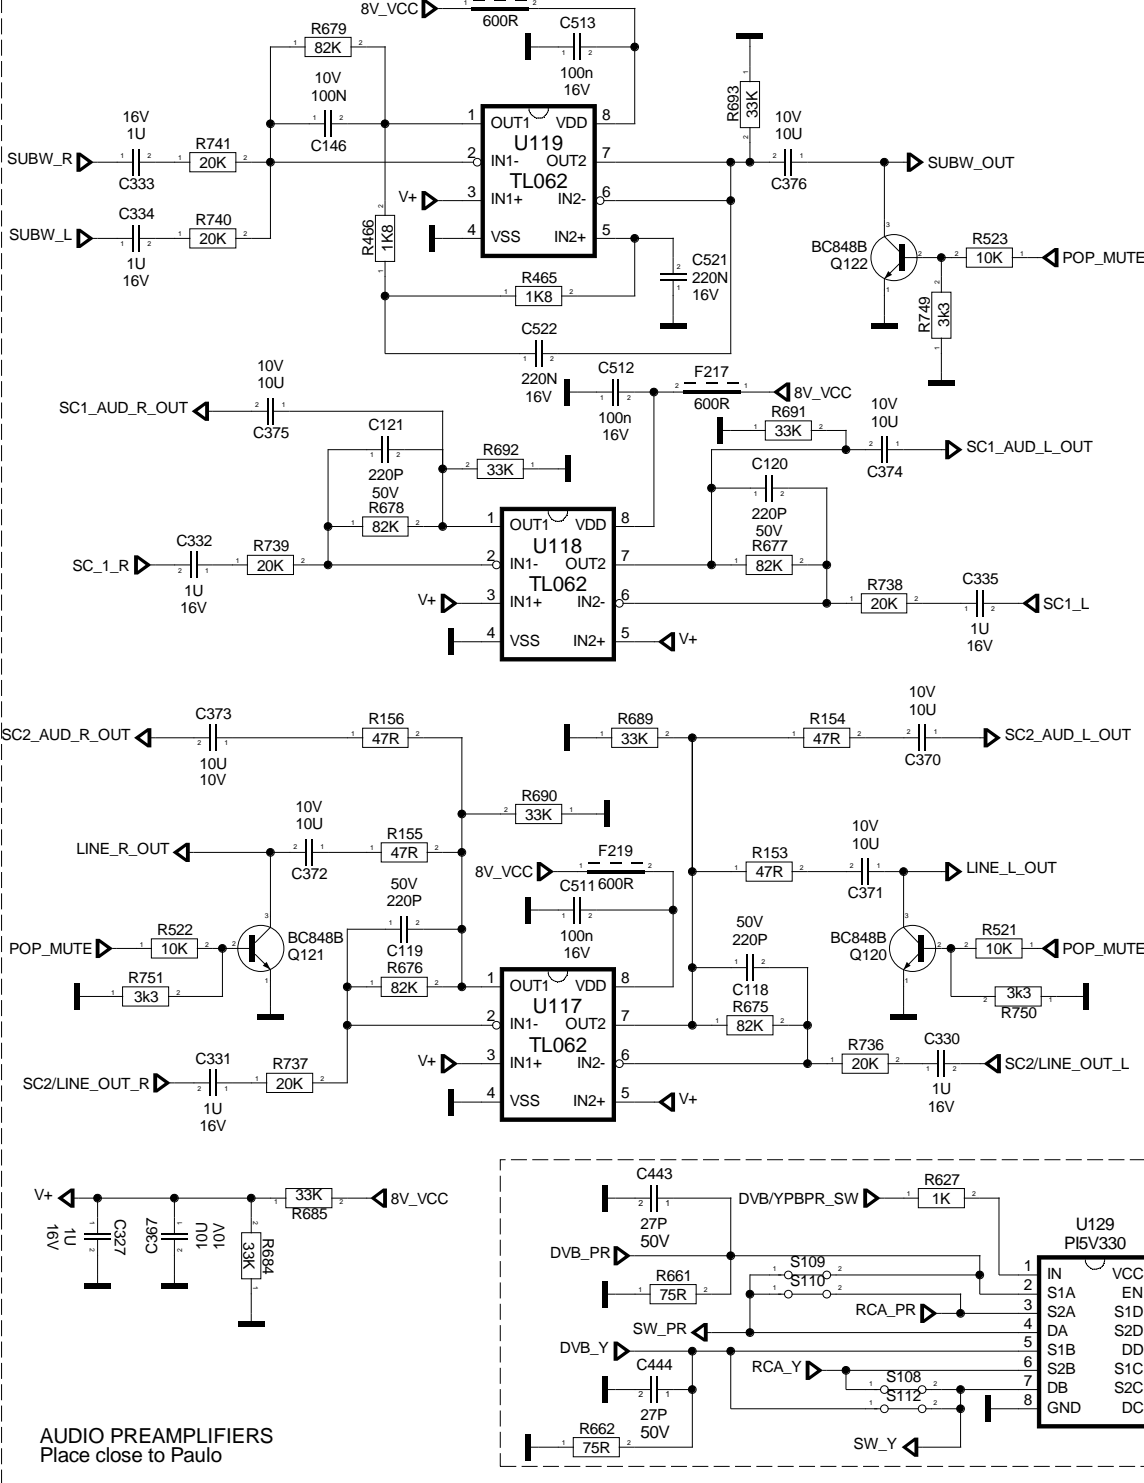 8V_VCC
600R
C513
100n
16V
R679
82K
10V
100N
C146
16V
1U
SUBW_R
C333
R741
20K
C334
SUBW_L
1U
16V
R740
20K
V+
1 OUT1 VDD 8
U119
2 IN1- OUT2 7
TL062
3 IN1+ IN2- 6
4 VSS IN2+ 5
R466
1K8
R465
1K8
C521
220N
16V
C522
220N
16V
R693
33K
10V
10U
C376
SUBW_OUT
BC848B
Q122
R523
10K
POP_MUTE
R749
3k3
10V
10U
SC1_AUD_R_OUT
C375
C121
220P
50V
R678
82K
R692
33K
C512
100n
16V
F217
600R
8V_VCC
R691
33K
10V
10U
C374
SC1_AUD_L_OUT
C120
220P
50V
R677
82K
SC_1_R
C332
1U
16V
R739
20K
V+
1 OUT1 VDD 8
U118
2 IN1- OUT2 7
TL062
3 IN1+ IN2- 6
4 VSS IN2+ 5
V+
R738
20K
C335
1U
16V
SC1_L
SC2_AUD_R_OUT
C373
10U
10V
R156
47R
R689
33K
R154
47R
10V
10U
C370
SC2_AUD_L_OUT
R690
33K
LINE_R_OUT
10V
10U
C372
R155
47R
8V_VCC
F219
600R
C511
100n
16V
R153
47R
10V
10U
C371
LINE_L_OUT
POP_MUTE
R522
10K
R751
3k3
BC848B
Q121
50V
220P
C119
R676
82K
50V
220P
C118
R675
82K
BC848B
Q120
R521
10K
POP_MUTE
3k3
R750
SC2/LINE_OUT_R
C331
1U
16V
R737
20K
V+
1 OUT1 VDD 8
U117
2 IN1- OUT2 7
TL062
3 IN1+ IN2- 6
4 VSS IN2+ 5
V+
R736
20K
C330
1U
16V
SC2/LINE_OUT_L
V+
33K
R685
8V_VCC
C327
1U
16V
C367
10U
10V
R684
33K
C443
27P
50V
DVB/YPBPR_SW
R627
1K
U129
PI5V330
DVB_PR
R661
75R
S109
S110
RCA_PR
SW_PR
DVB_Y
C444
27P
50V
RCA_Y
S108
S112
R662
75R
SW_Y
1 IN VCC
2 S1A EN
3 S2A S1D
4 DA S2D
5 S1B DD
6 S2B S1C
7 DB S2C
8 GND DC
AUDIO PREAMPLIFIERS
Place close to Paulo